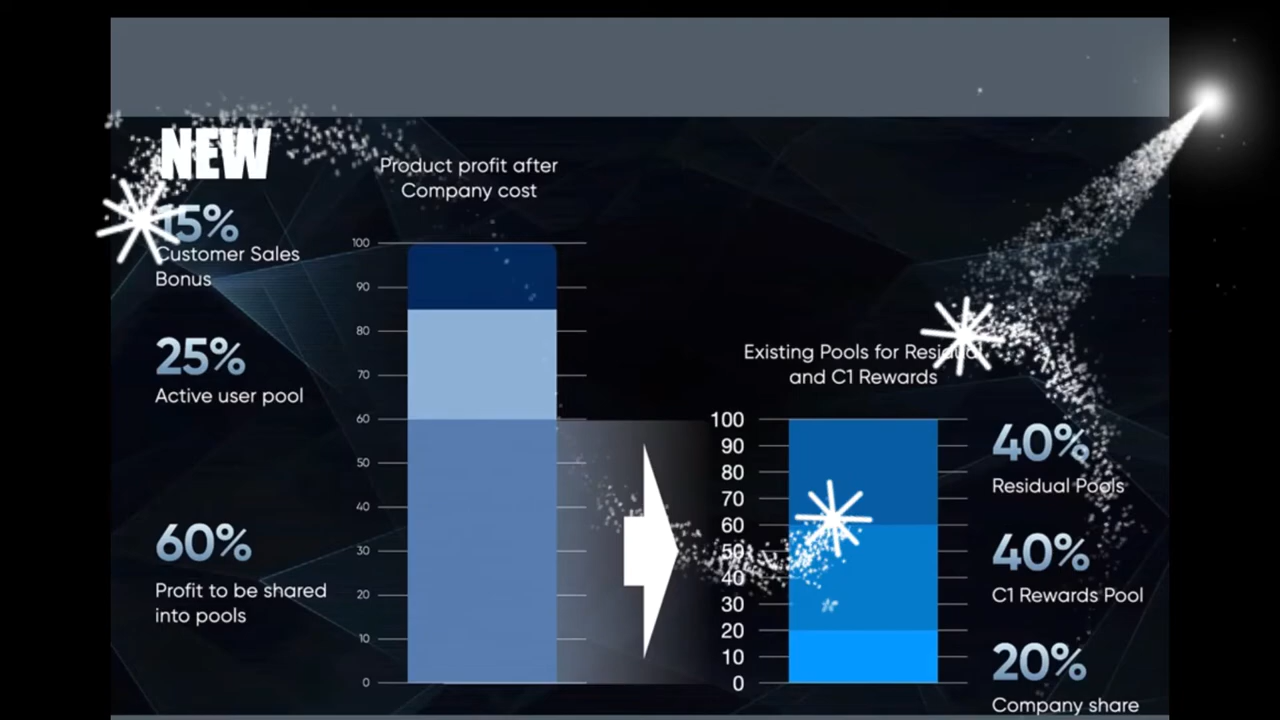 NEW
15%
Customer Sales
Bonus
25%
Active user pool
60%
Profit to be shared
into pools
Product profit after
Company cost
100
90
80
70
60
50
40
30
20
10
0
Existing Pools for Residual
and C1 Rewards
100
90
80
70
60
50
40
30
20
10
0
40%
Residual Pools
40%
C1 Rewards Pool
20%
Company share